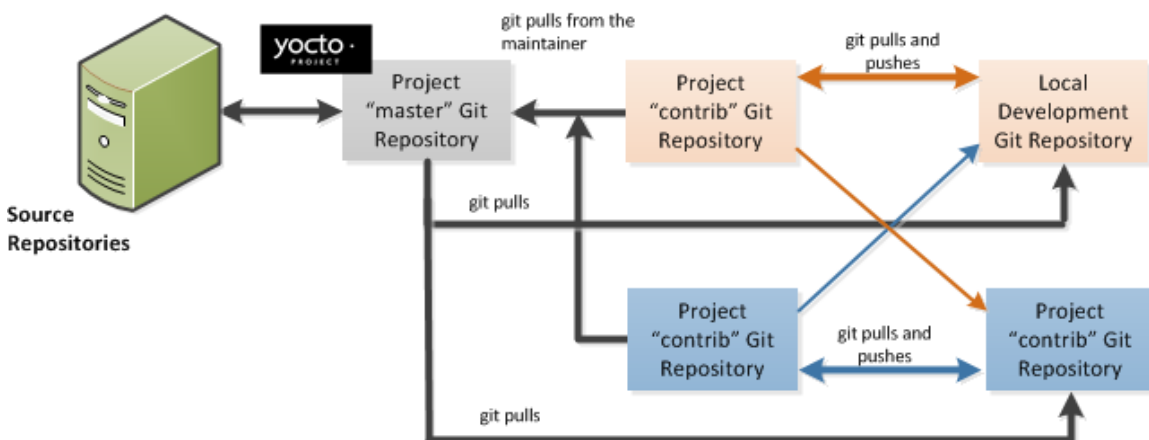 yocto ·
PROJECT
git pulls from the
maintainer
git pulls and
pushes
Project
"master" Git
Repository
Project
"contrib" Git
Repository
Local
Development
Git Repository
Source
Repositories
git pulls
Project
"contrib" Git
Repository
git pulls and
pushes
Project
"contrib" Git
Repository
git pulls